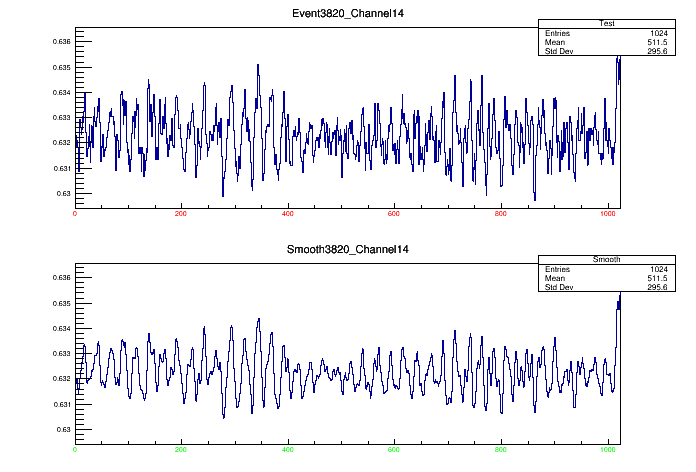 Event3820_Channel14
Test
Entries 1024
Mean 511.5
Std Dev 295.6
0.636
0.635
0.634
0.633
0.632
0.631
0.63
0 200 400 600 800 1000
Smooth3820_Channel14
Smooth
Entries 1024
Mean 511.5
Std Dev 295.6
0.636
0.635
0.634
0.633
0.632
0.631
0.63
0 200 400 600 800 1000